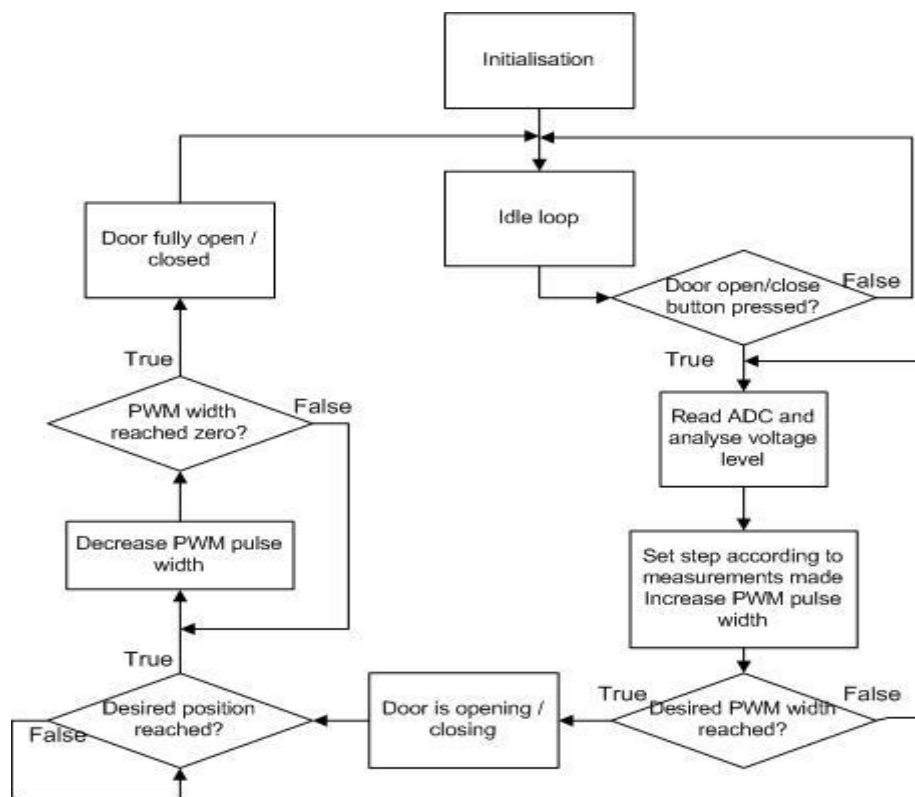 Initialisation
Idle loop
Door fully open /
closed
Door open/close
button pressed?
False
True
True
PWM width
reached zero?
False
Read ADC and
analyse voltage
level
Decrease PWM pulse
width
Set step according to
measurements made
Increase PWM pulse
width
True
Desired position
reached?
False
Door is opening /
closing
True
Desired PWM width
reached?
False